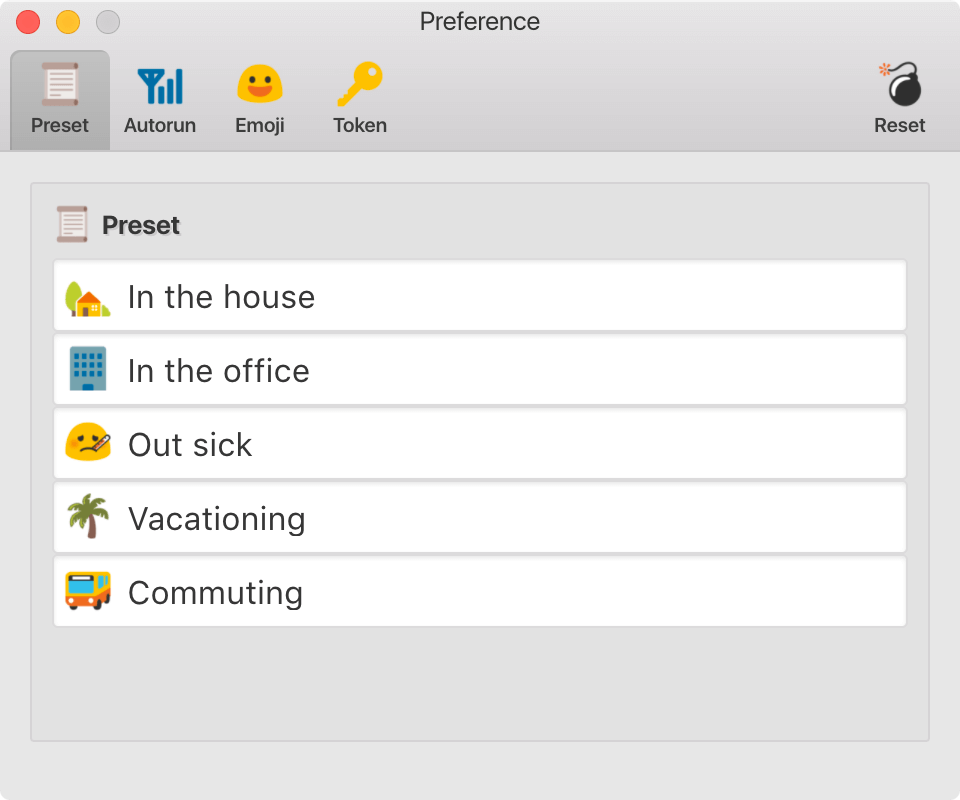 Preference
Preset Autorun Emoji Token Reset
Preset
In the house
In the office
Out sick
Vacationing
Commuting